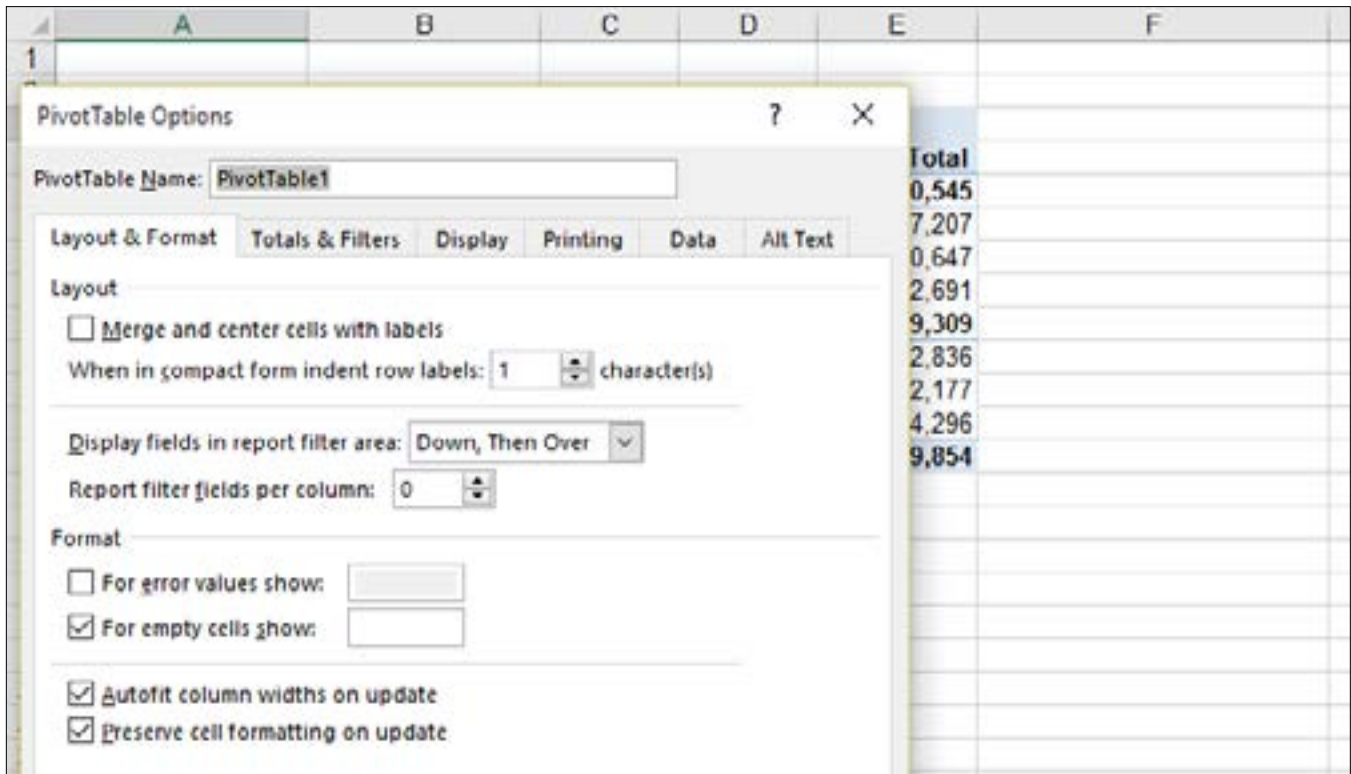 A B C D E F
1
PivotTable Options ? X
PivotTable Name: PivotTable1
Layout & Format Totals & Filters Display Printing Data Alt Text
Layout
Merge and center cells with labels
When in compact form indent row labels: 1 character(s)
Display fields in report filter area: Down, Then Over
Report filter fields per column: 0
Format
For error values show:
For empty cells show:
Autofit column widths on update
Preserve cell formatting on update
Total
0,545
7,207
0,647
2,691
9,309
2,836
2,177
4,296
9,854